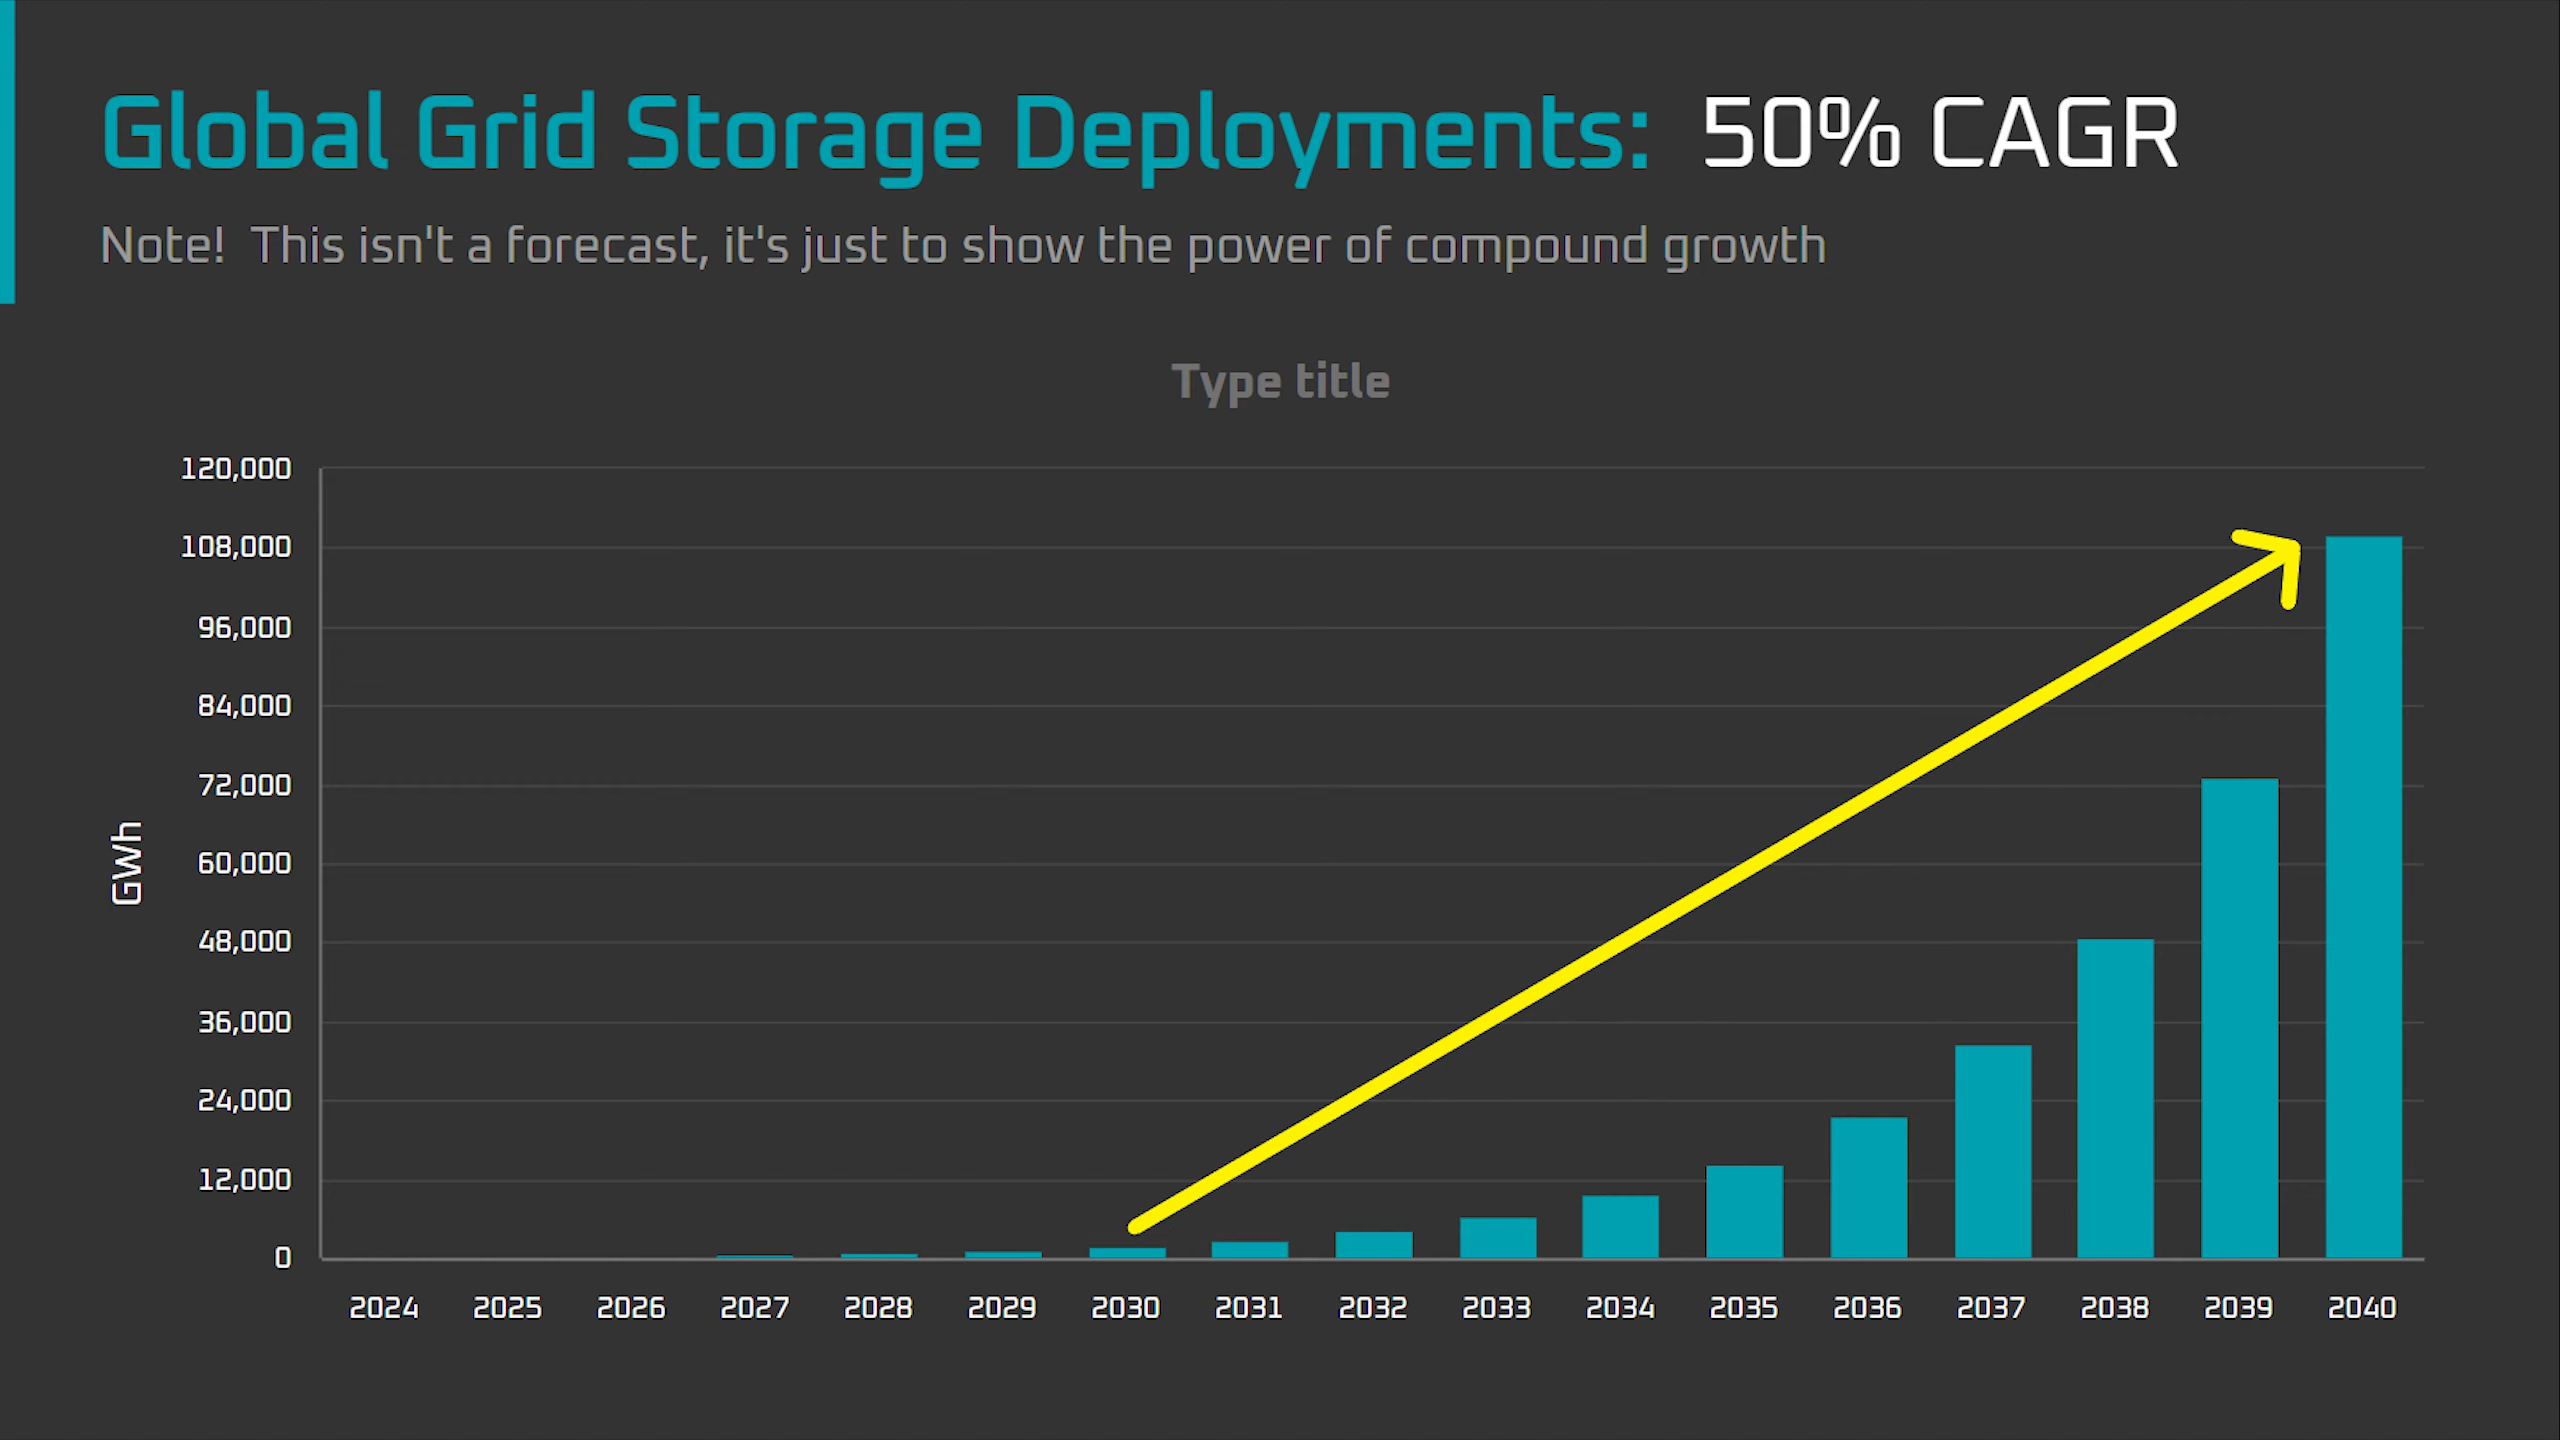 Global Grid Storage Deployments: 50% CAGR
Note! This isn't a forecast, it's just to show the power of compound growth
Type title
120,000
108,000
96,000
84,000
72,000
60,000
48,000
36,000
24,000
12,000
0
GWh
2024 2025 2026 2027 2028 2029 2030 2031 2032 2033 2034 2035 2036 2037 2038 2039 2040